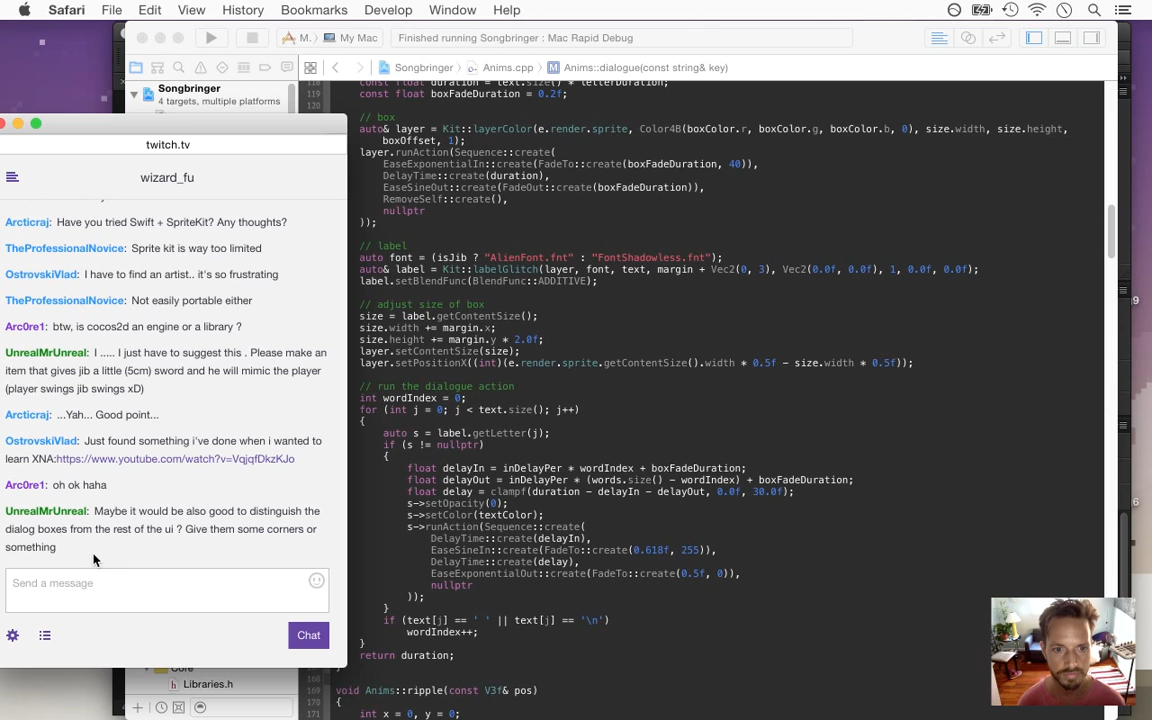 Safari File Edit View History Bookmarks Develop Window Help
M. My Mac Finished running Songbringer : Mac Rapid Debug
Songbringer Anims.cpp Anims::dialogue(const string& key)
Songbringer
4 targets, multiple platforms
twitch.tv
wizard_fu
Arcticraj: Have you tried Swift + SpriteKit? Any thoughts?
TheProfessionalNovice: Sprite kit is way too limited
OstrovskiVlad: I have to find an artist.. it's so frustrating
TheProfessionalNovice: Not easily portable either
Arc0re1: btw, is cocos2d an engine or a library ?
UnrealMrUnreal: I ..... I just have to suggest this . Please make an
item that gives jib a little (5cm) sword and he will mimic the player
(player swings jib swings xD)
Arcticraj: ...Yah... Good point...
OstrovskiVlad: Just found something i've done when i wanted to
learn XNA:https://www.youtube.com/watch?v=VqjqfDkzKJo
Arc0re1: oh ok haha
UnrealMrUnreal: Maybe it would be also good to distinguish the
dialog boxes from the rest of the ui ? Give them some corners or
something
Send a message
Chat
Core
Libraries.h
118 const float duration = text.size() * letterDuration;
119 const float boxFadeDuration = 0.2f;
120
// box
auto& layer = Kit::layerColor(e.render.sprite, Color4B(boxColor.r, boxColor.g, boxColor.b, 0), size.width, size.height,
boxOffset, 1);
layer.runAction(Sequence::create(
EaseExponentialIn::create(FadeTo::create(boxFadeDuration, 40)),
DelayTime::create(duration),
EaseSineOut::create(FadeOut::create(boxFadeDuration)),
RemoveSelf::create(),
nullptr
));
// label
auto font = (isJib ? "AlienFont.fnt" : "FontShadowless.fnt");
auto& label = Kit::labelGlitch(layer, font, text, margin + Vec2(0, 3), Vec2(0.0f, 0.0f), 1, 0.0f, 0.0f);
label.setBlendFunc(BlendFunc::ADDITIVE);
// adjust size of box
size = label.getContentSize();
size.width += margin.x;
size.height += margin.y * 2.0f;
layer.setContentSize(size);
layer.setPositionX((int)(e.render.sprite.getContentSize().width * 0.5f - size.width * 0.5f));
// run the dialogue action
int wordIndex = 0;
for (int j = 0; j < text.size(); j++)
{
auto s = label.getLetter(j);
if (s != nullptr)
{
float delayIn = inDelayPer * wordIndex + boxFadeDuration;
float delayOut = inDelayPer * (words.size() - wordIndex) + boxFadeDuration;
float delay = clampf(duration - delayIn - delayOut, 0.0f, 30.0f);
s->setOpacity(0);
s->setColor(textColor);
s->runAction(Sequence::create(
DelayTime::create(delayIn),
EaseSineIn::create(FadeTo::create(0.618f, 255)),
DelayTime::create(delay),
EaseExponentialOut::create(FadeTo::create(0.5f, 0)),
nullptr
));
}
if (text[j] == ' ' || text[j] == '\n')
wordIndex++;
}
return duration;
168
169 void Anims::ripple(const V3f& pos)
170 {
171 int x = 0, y = 0;